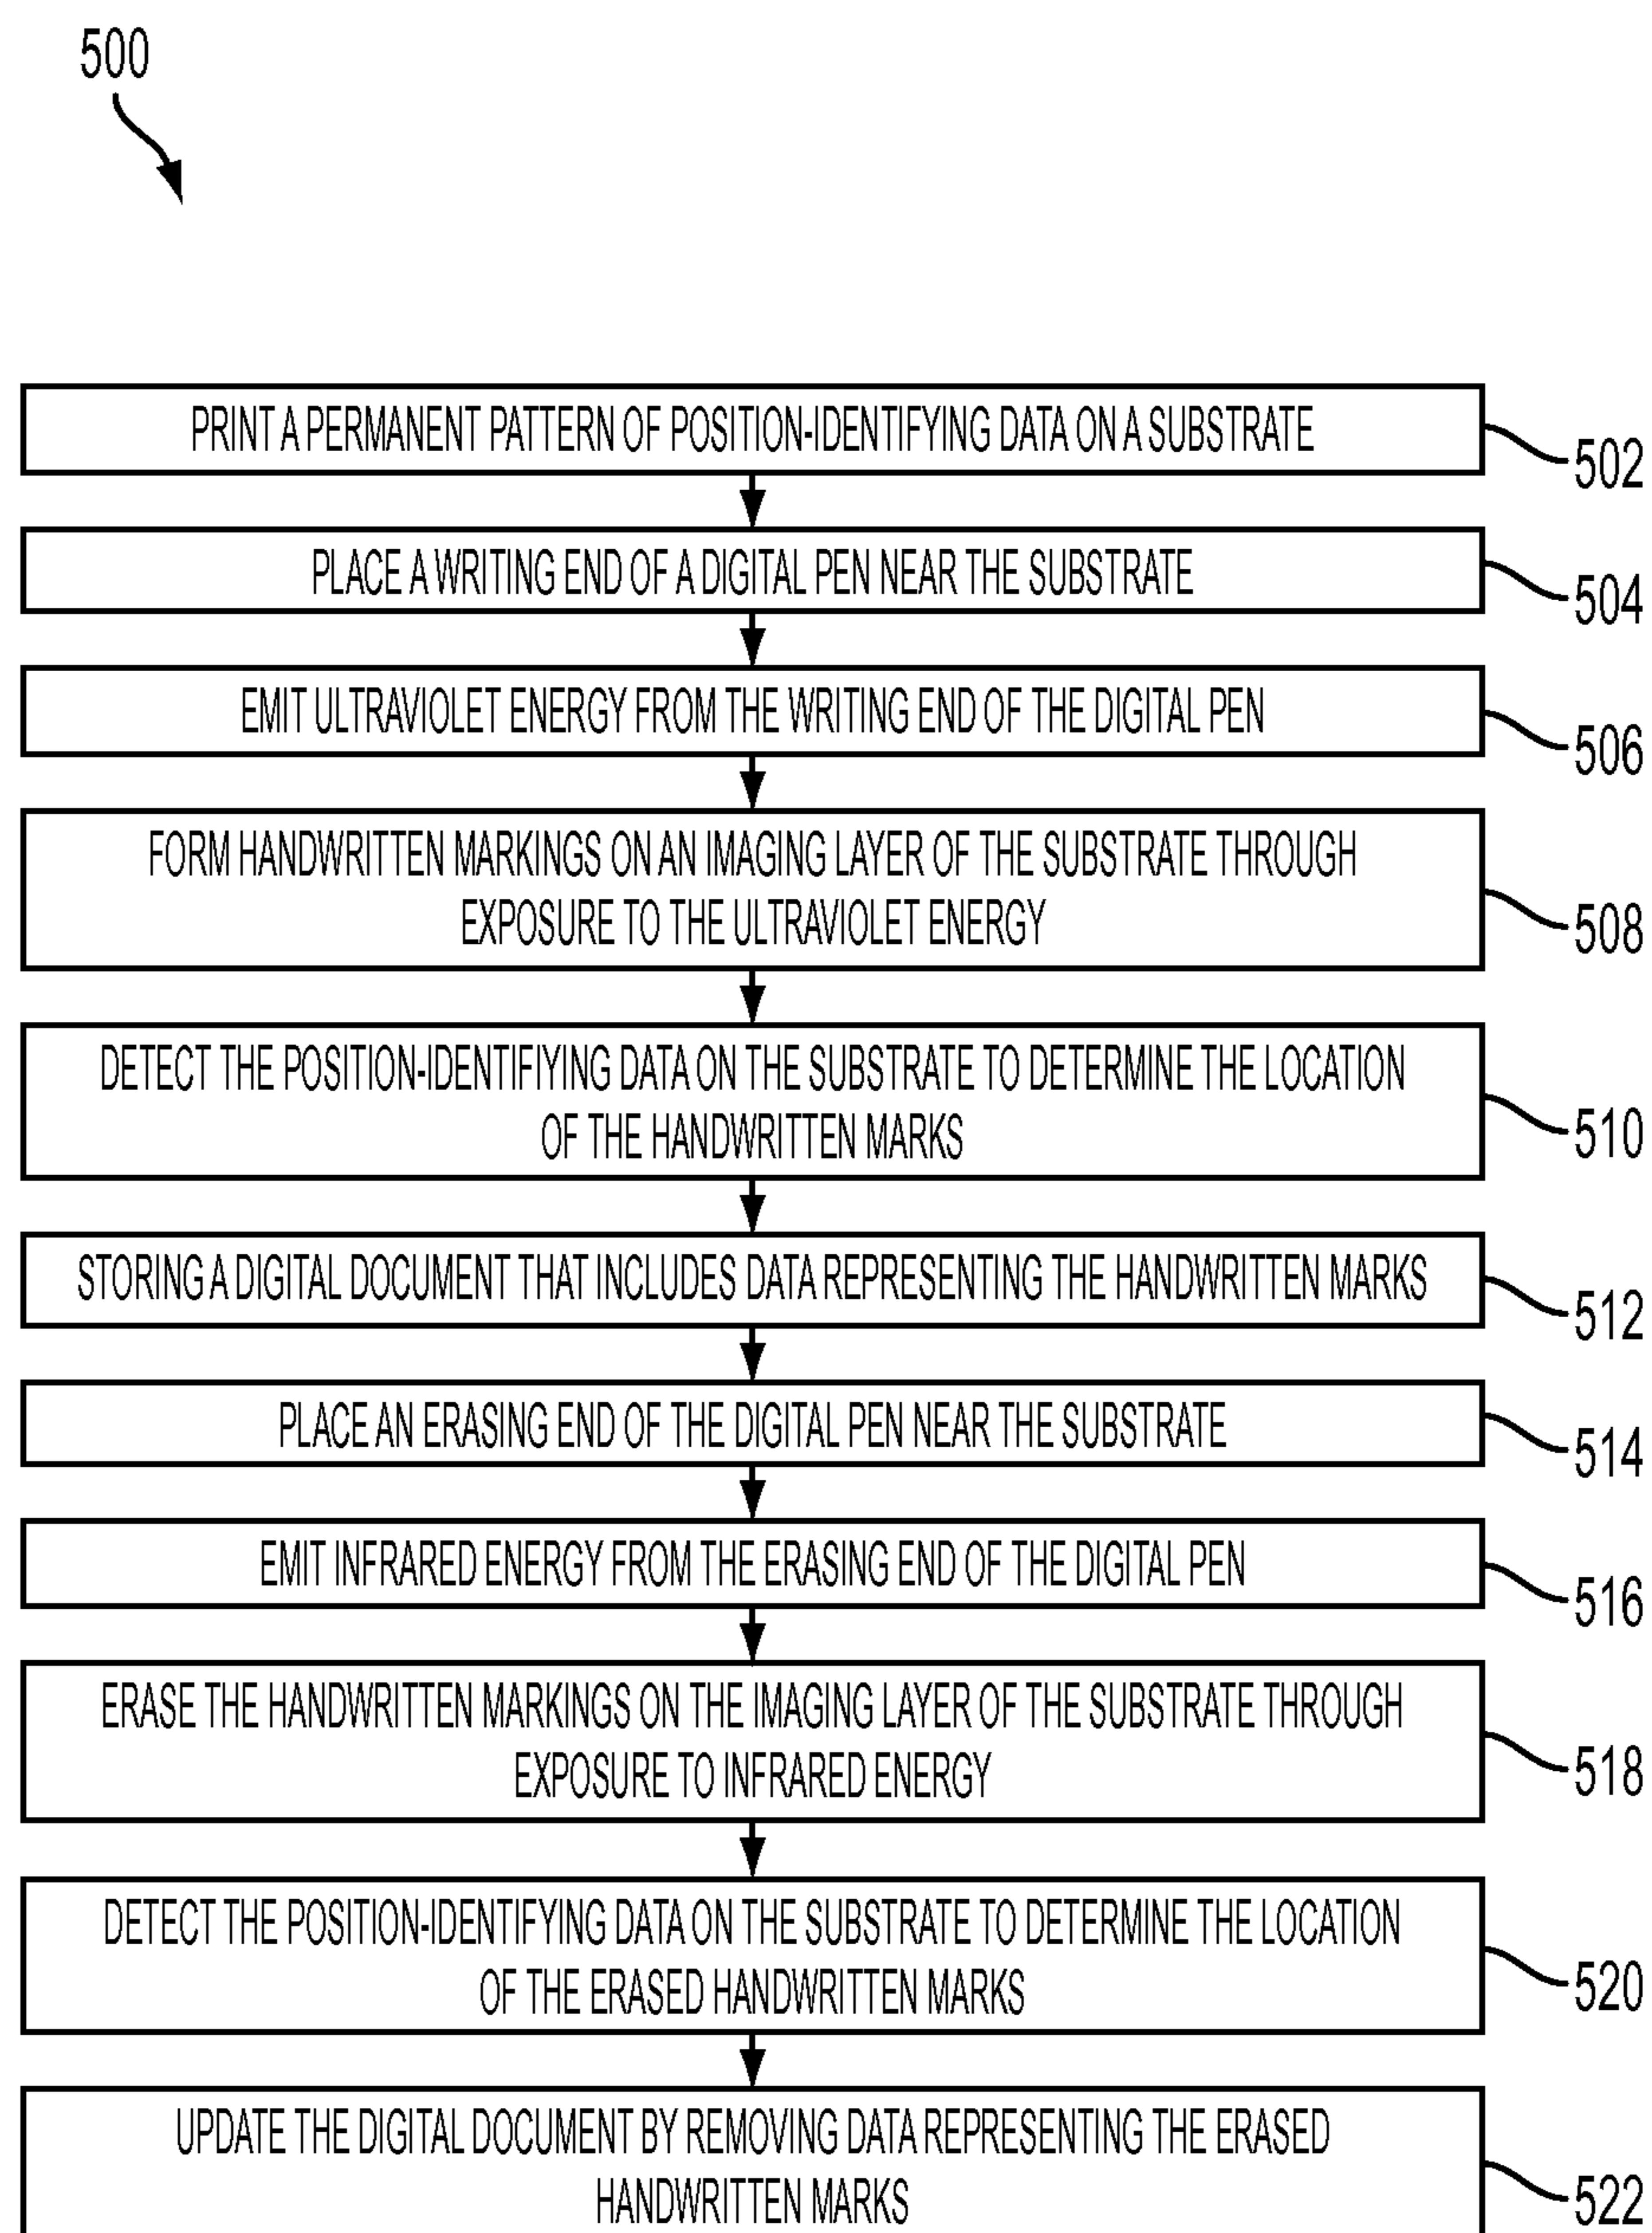 500
PRINT A PERMANENT PATTERN OF POSITION-IDENTIFYING DATA ON A SUBSTRATE
502
PLACE A WRITING END OF A DIGITAL PEN NEAR THE SUBSTRATE
504
EMIT ULTRAVIOLET ENERGY FROM THE WRITING END OF THE DIGITAL PEN
506
FORM HANDWRITTEN MARKINGS ON AN IMAGING LAYER OF THE SUBSTRATE THROUGH
EXPOSURE TO THE ULTRAVIOLET ENERGY
508
DETECT THE POSITION-IDENTIFIYING DATA ON THE SUBSTRATE TO DETERMINE THE LOCATION
OF THE HANDWRITTEN MARKS
510
STORING A DIGITAL DOCUMENT THAT INCLUDES DATA REPRESENTING THE HANDWRITTEN MARKS
512
PLACE AN ERASING END OF THE DIGITAL PEN NEAR THE SUBSTRATE
514
EMIT INFRARED ENERGY FROM THE ERASING END OF THE DIGITAL PEN
516
ERASE THE HANDWRITTEN MARKINGS ON THE IMAGING LAYER OF THE SUBSTRATE THROUGH
EXPOSURE TO INFRARED ENERGY
518
DETECT THE POSITION-IDENTIFYING DATA ON THE SUBSTRATE TO DETERMINE THE LOCATION
OF THE ERASED HANDWRITTEN MARKS
520
UPDATE THE DIGITAL DOCUMENT BY REMOVING DATA REPRESENTING THE ERASED
HANDWRITTEN MARKS
522